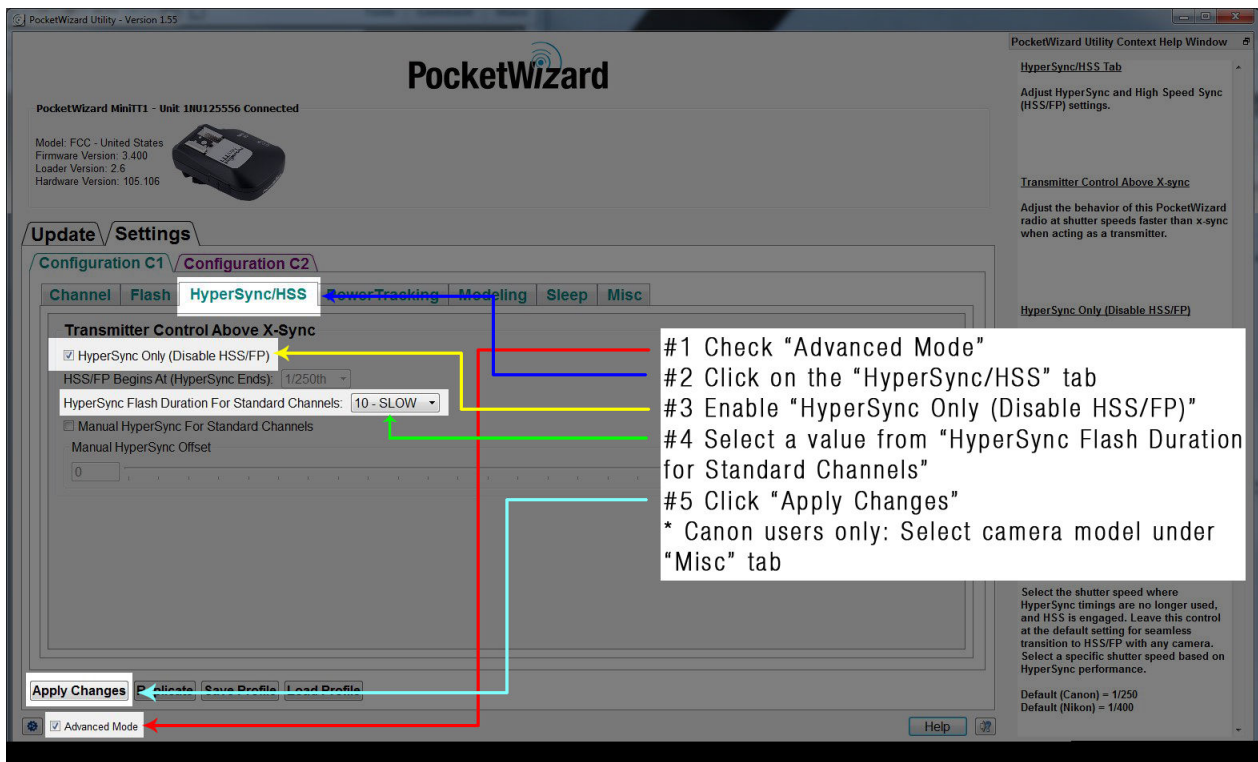 PocketWizard Utility - Version 1.55
PocketWizard Utility Context Help Window
PocketWizard
HyperSync/HSS Tab
Adjust HyperSync and High Speed Sync
(HSS/FP) settings.
PocketWizard MiniTT1 - Unit 1NU125556 Connected
Model: FCC - United States
Firmware Version: 3.400
Loader Version: 2.6
Hardware Version: 105.106
Transmitter Control Above X-sync
Adjust the behavior of this PocketWizard
radio at shutter speeds faster than x-sync
when acting as a transmitter.
Update Settings
Configuration C1 Configuration C2
Channel Flash HyperSync/HSS PowerTracking Modeling Sleep Misc
HyperSync Only (Disable HSS/FP)
Transmitter Control Above X-Sync
HyperSync Only (Disable HSS/FP)
HSS/FP Begins At (HyperSync Ends): 1/250th
HyperSync Flash Duration For Standard Channels: 10 - SLOW
Manual HyperSync For Standard Channels
Manual HyperSync Offset
0
#1 Check “Advanced Mode”
#2 Click on the “HyperSync/HSS” tab
#3 Enable “HyperSync Only (Disable HSS/FP)”
#4 Select a value from “HyperSync Flash Duration
for Standard Channels”
#5 Click “Apply Changes”
* Canon users only: Select camera model under
“Misc” tab
Select the shutter speed where
HyperSync timings are no longer used,
and HSS is engaged. Leave this control
at the default setting for seamless
transition to HSS/FP with any camera.
Select a specific shutter speed based on
HyperSync performance.
Default (Canon) = 1/250
Default (Nikon) = 1/400
Apply Changes Replicate Save Profile Load Profile
Advanced Mode
Help